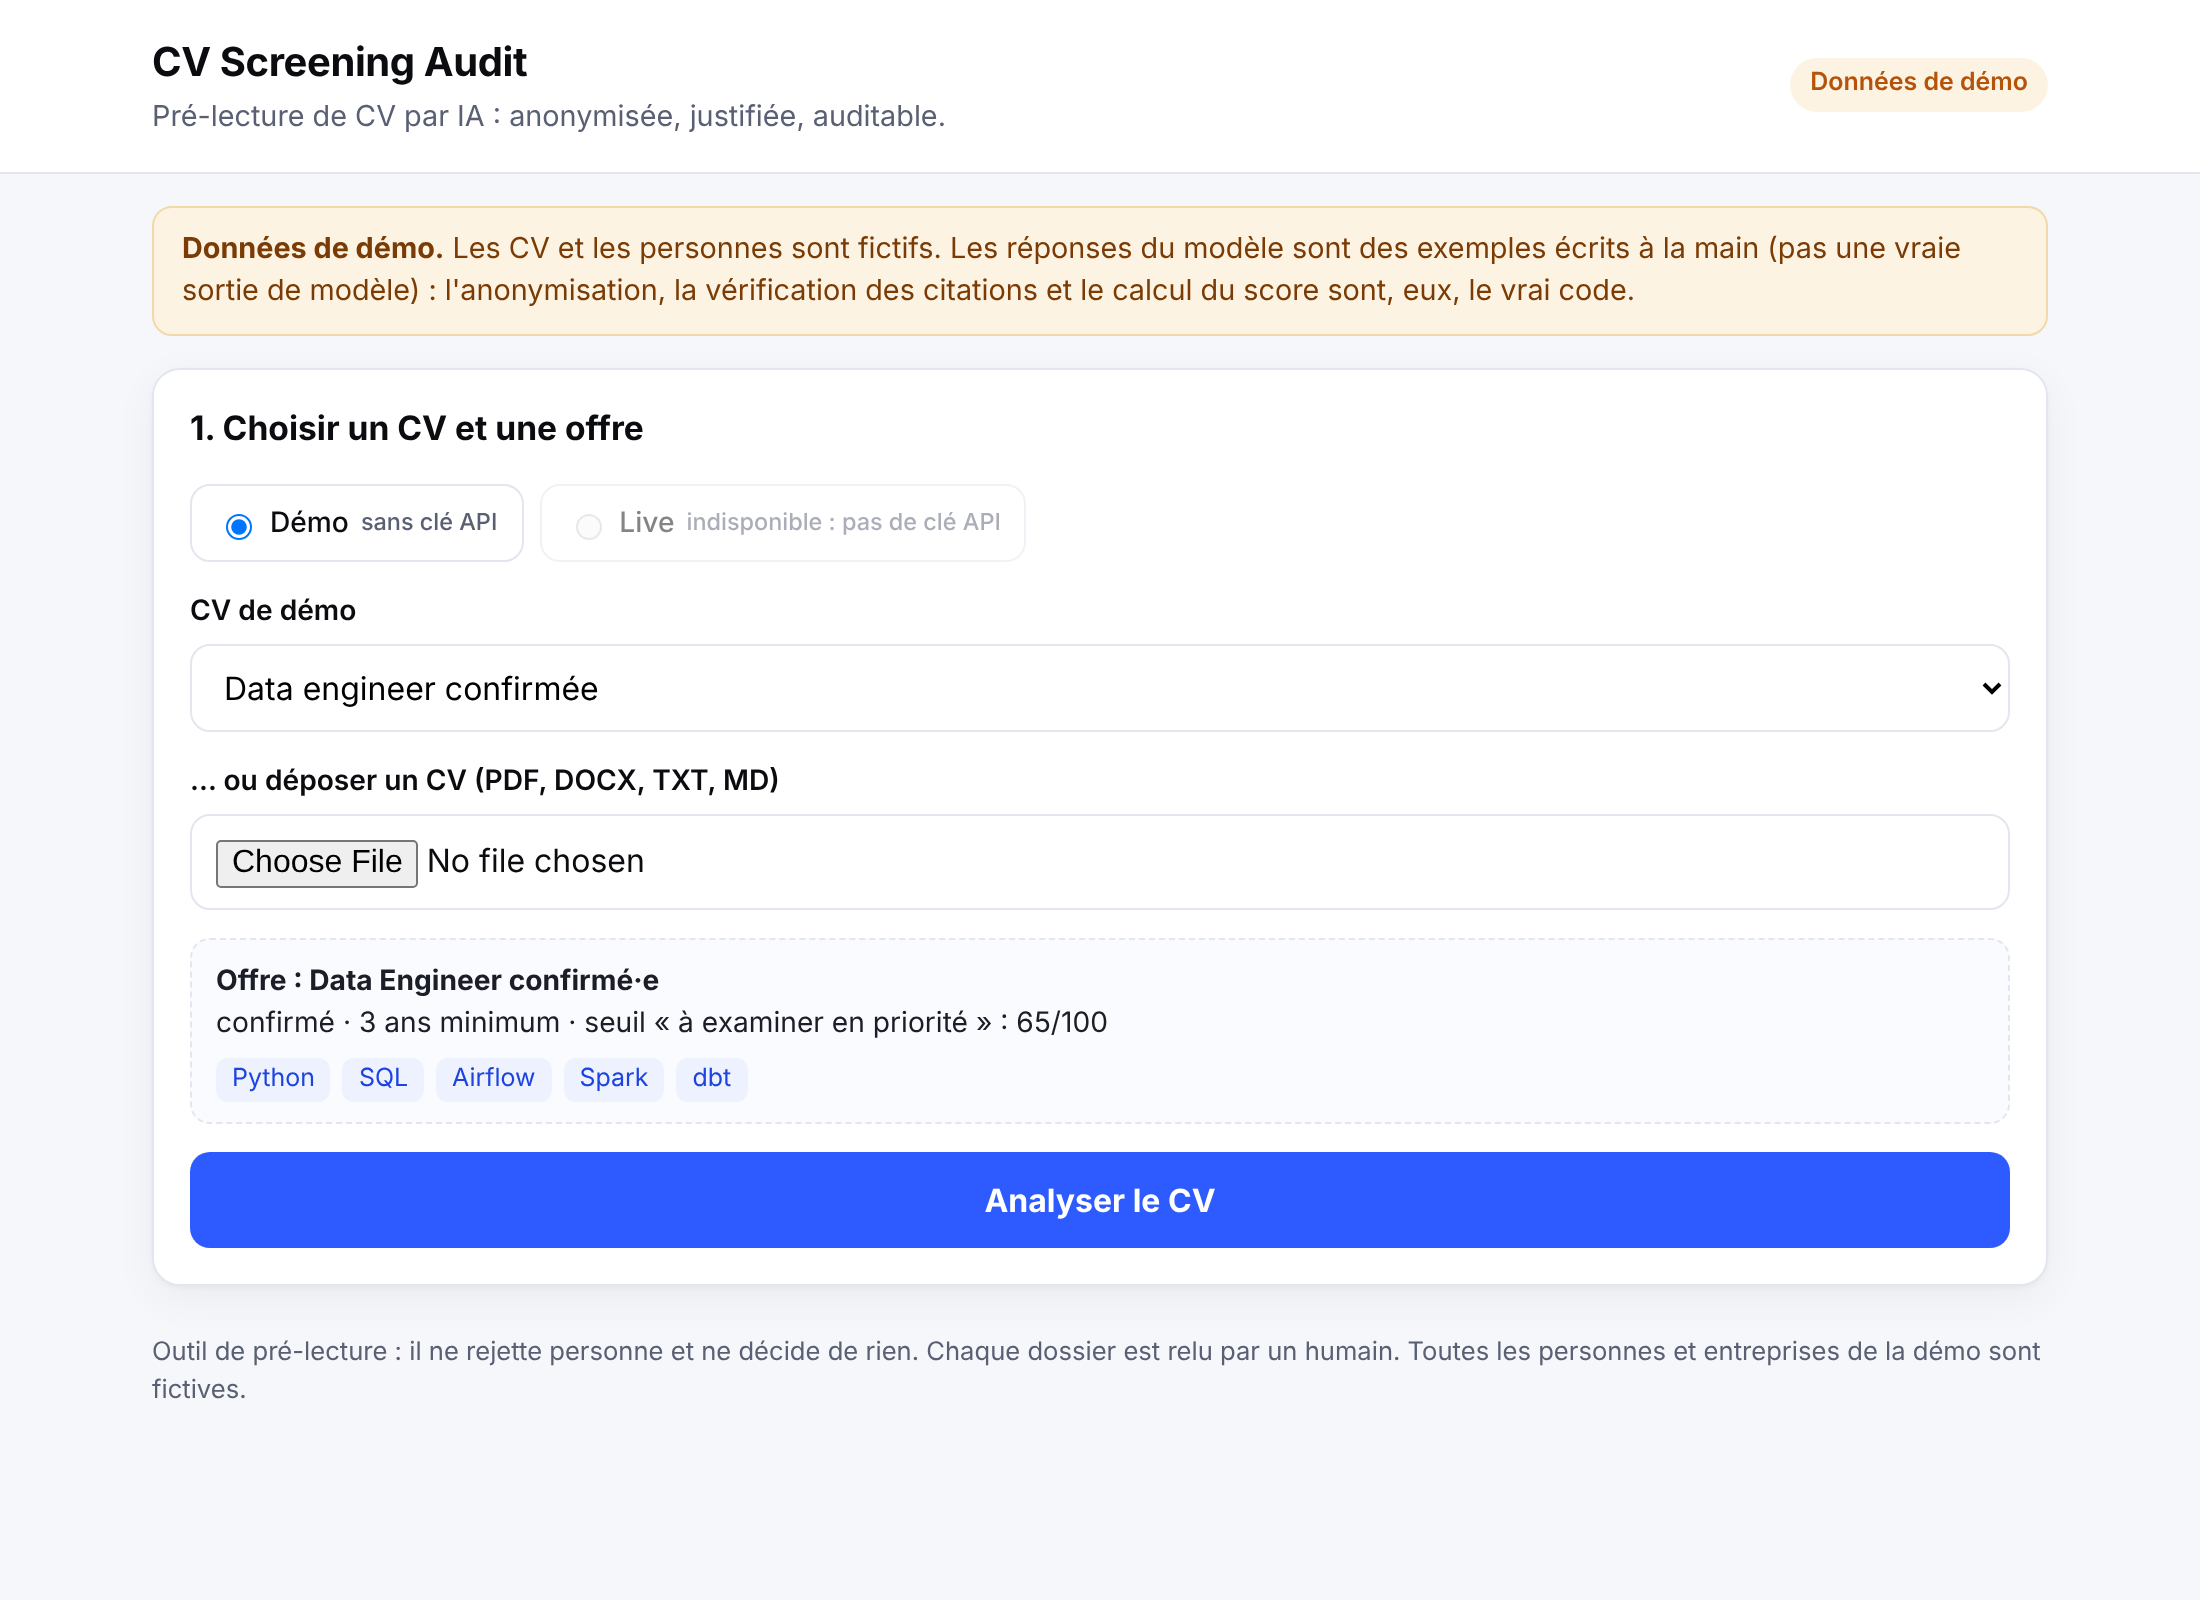 CV Screening Audit
Pré-lecture de CV par IA : anonymisée, justifiée, auditable.
Données de démo
Données de démo. Les CV et les personnes sont fictifs. Les réponses du modèle sont des exemples écrits à la main (pas une vraie
sortie de modèle) : l'anonymisation, la vérification des citations et le calcul du score sont, eux, le vrai code.
1. Choisir un CV et une offre
Démo sans clé API
Live indisponible : pas de clé API
CV de démo
Data engineer confirmée
... ou déposer un CV (PDF, DOCX, TXT, MD)
Choose File No file chosen
Offre : Data Engineer confirmé·e
confirmé · 3 ans minimum · seuil « à examiner en priorité » : 65/100
Python SQL Airflow Spark dbt
Analyser le CV
Outil de pré-lecture : il ne rejette personne et ne décide de rien. Chaque dossier est relu par un humain. Toutes les personnes et entreprises de la démo sont
fictives.